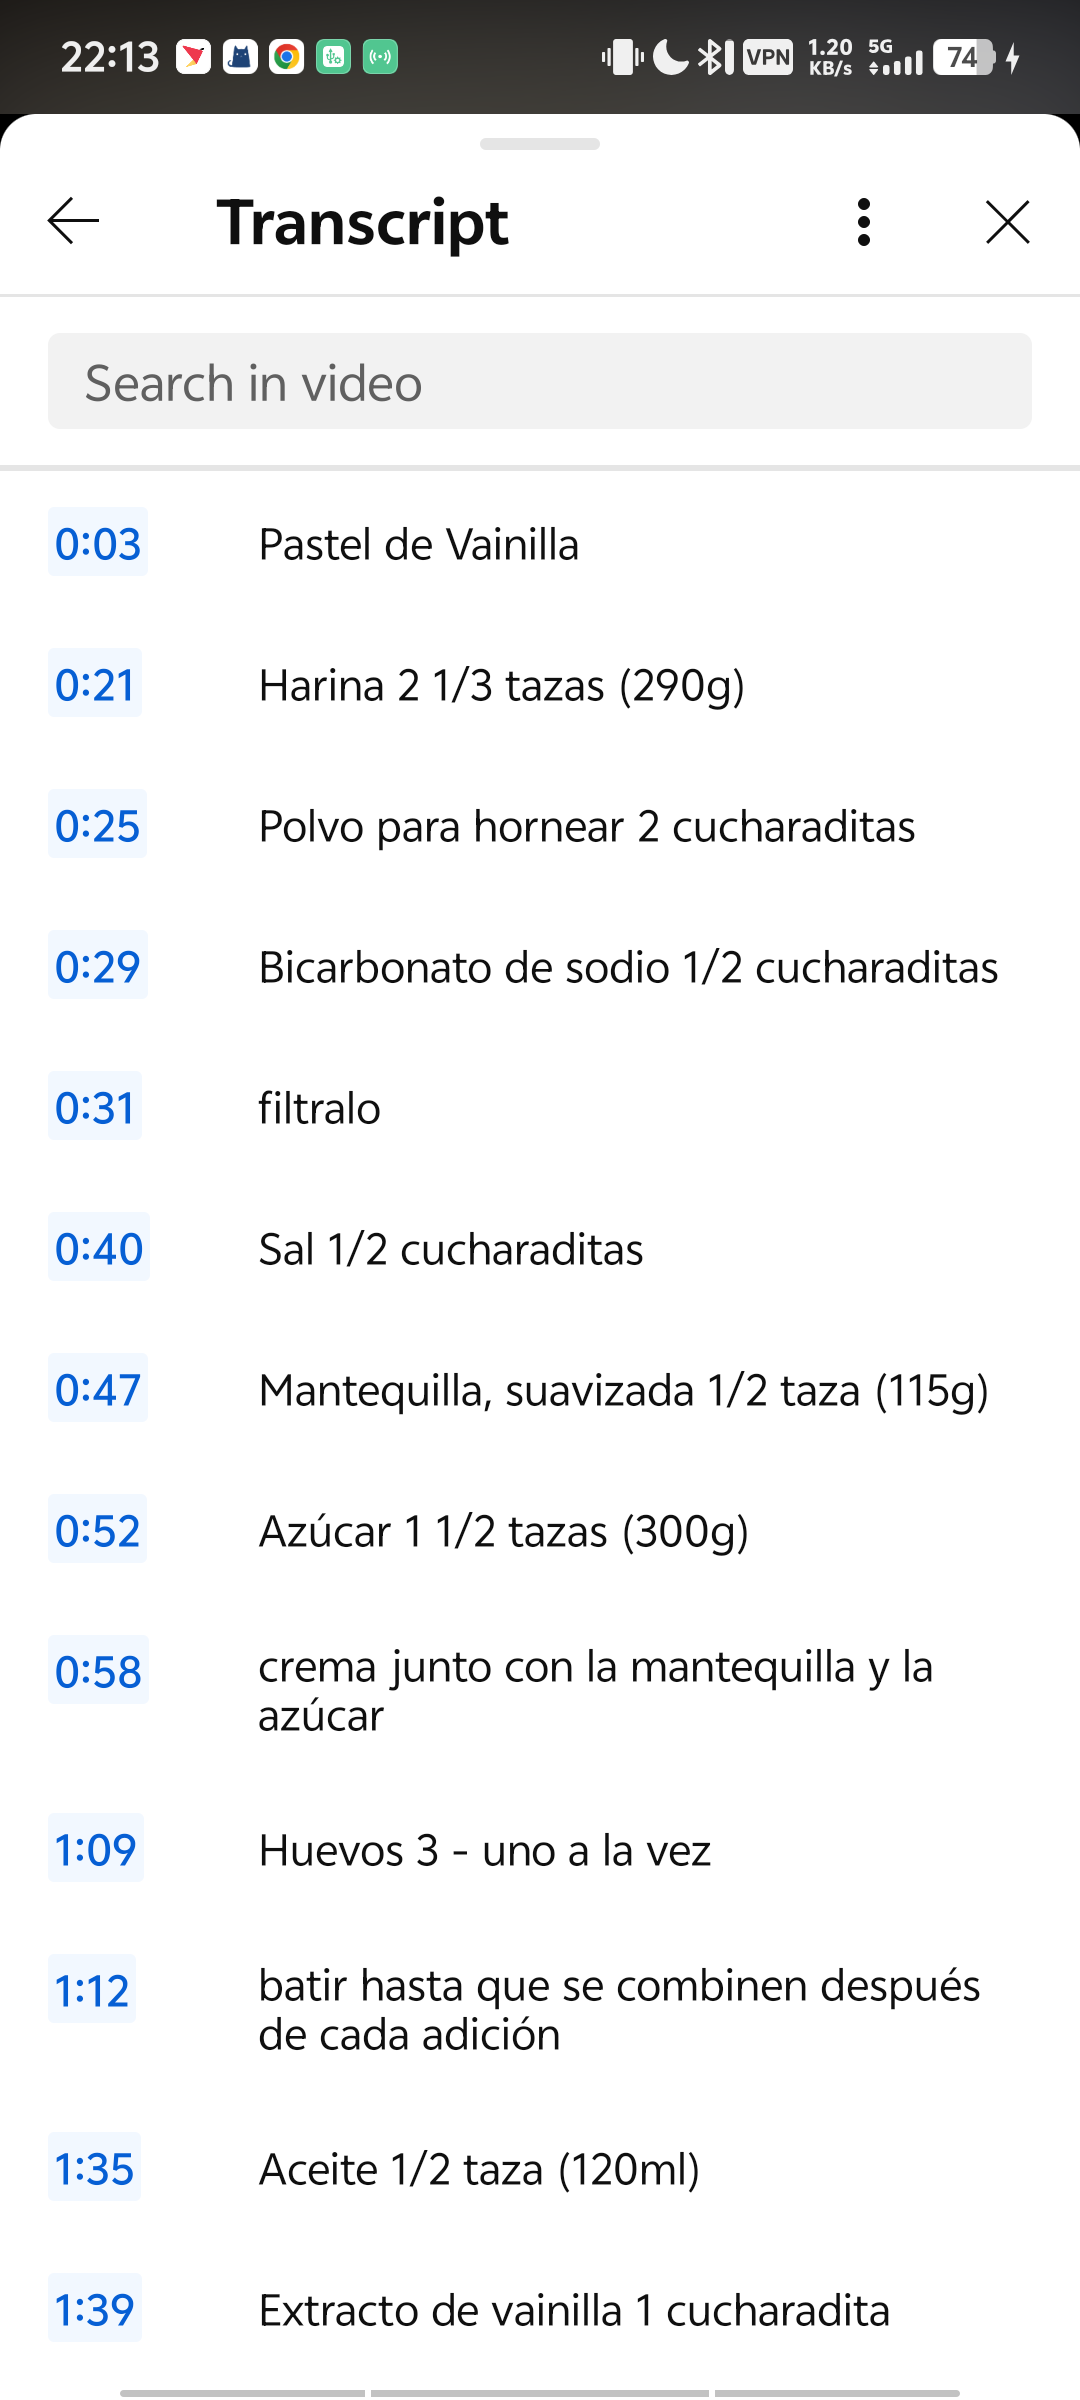 22:13
VPN
1.20
KB/s
5G
74
Transcript
Search in video
0:03
Pastel de Vainilla
0:21
Harina 2 1/3 tazas (290g)
0:25
Polvo para hornear 2 cucharaditas
0:29
Bicarbonato de sodio 1/2 cucharaditas
0:31
filtralo
0:40
Sal 1/2 cucharaditas
0:47
Mantequilla, suavizada 1/2 taza (115g)
0:52
Azúcar 1 1/2 tazas (300g)
0:58
crema junto con la mantequilla y la
azúcar
1:09
Huevos 3 - uno a la vez
1:12
batir hasta que se combinen después
de cada adición
1:35
Aceite 1/2 taza (120ml)
1:39
Extracto de vainilla 1 cucharadita